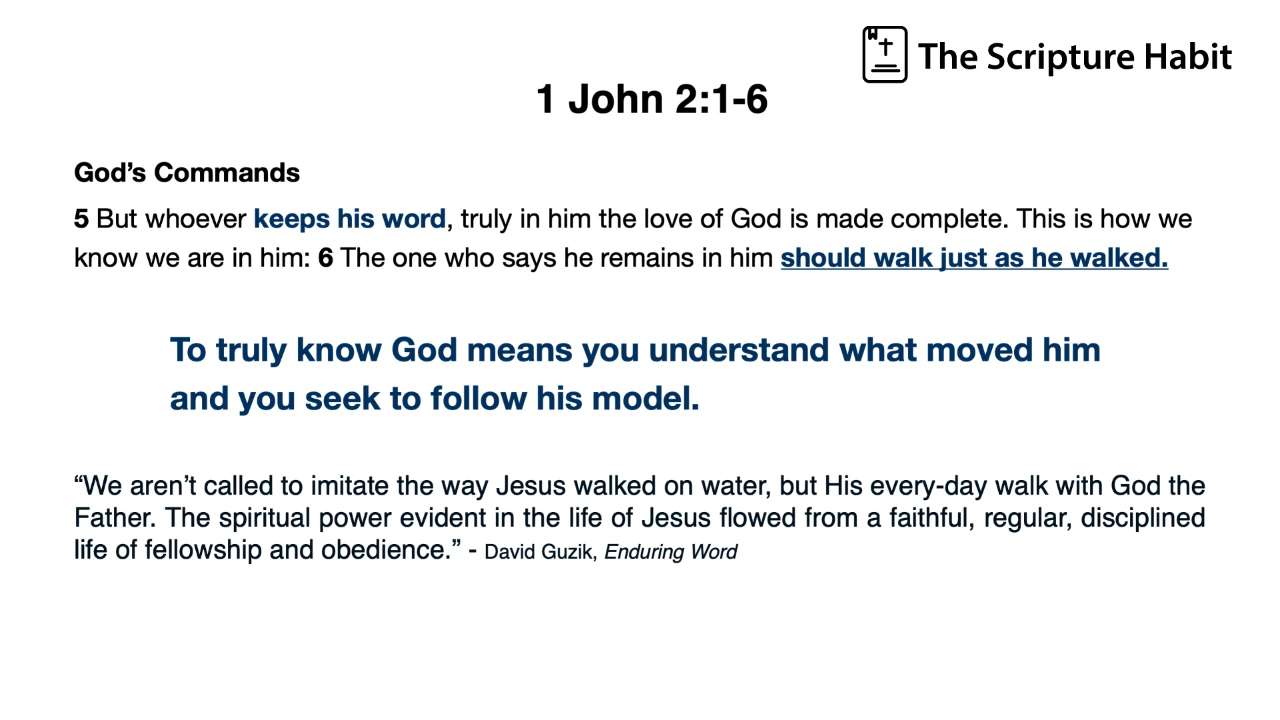 The Scripture Habit
1 John 2:1-6
God’s Commands
5 But whoever keeps his word, truly in him the love of God is made complete. This is how we
know we are in him: 6 The one who says he remains in him should walk just as he walked.
To truly know God means you understand what moved him
and you seek to follow his model.
“We aren’t called to imitate the way Jesus walked on water, but His every-day walk with God the
Father. The spiritual power evident in the life of Jesus flowed from a faithful, regular, disciplined
life of fellowship and obedience.” - David Guzik, Enduring Word